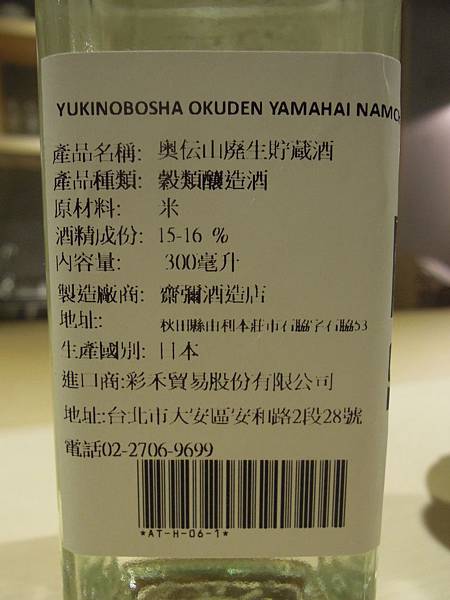 YUKINOBOSHA OKUDEN YAMAHAI NAMC
產品名稱: 奥伝山廃生貯蔵酒
產品種類: 穀類釀造酒
原材料: 米
酒精成份: 15-16 %
內容量: 300毫升
製造廠商: 齋彌酒造店
地址: 秋田縣由利本莊市石脇字石脇53
生產國別: 日本
進口商:彩禾貿易股份有限公司
地址:台北市大安區安和路2段28號
電話02-2706-9699
*AT-H-06-1*